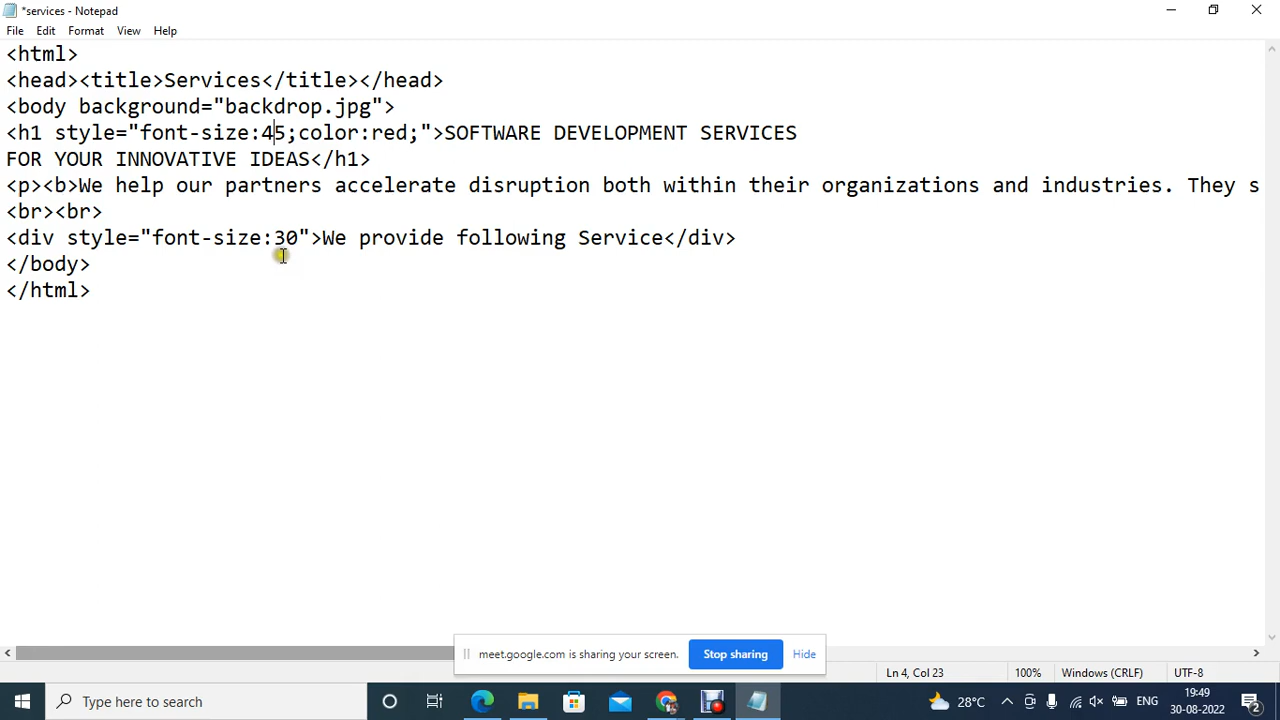 *services - Notepad
File Edit Format View Help
<html>
<head><title>Services</title></head>
<body background="backdrop.jpg">
<h1 style="font-size:45;color:red;">SOFTWARE DEVELOPMENT SERVICES
FOR YOUR INNOVATIVE IDEAS</h1>
<p><b>We help our partners accelerate disruption both within their organizations and industries. They s
<br><br>
<div style="font-size:30">We provide following Service</div>
</body>
</html>
meet.google.com is sharing your screen. Stop sharing Hide
Ln 4, Col 23 100% Windows (CRLF) UTF-8
Type here to search 28°C ENG 19:49
30-08-2022 2